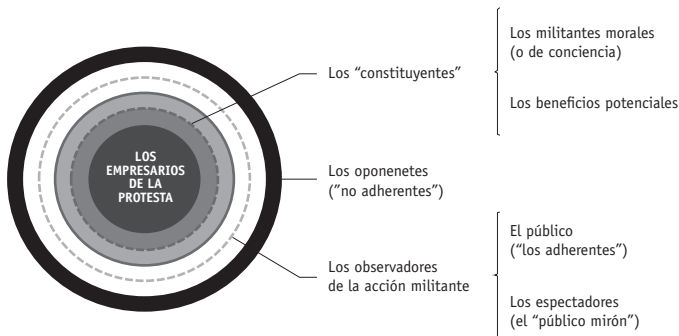 LOS
EMPRESARIOS
DE LA
PROTESTA
Los “constituyentes”
Los militantes morales
(o de conciencia)
Los beneficios potenciales
Los oponenetes
("no adherentes”)
Los observadores
de la acción militante
El público
(“los adherentes”)
Los espectadores
(el “público mirón”)